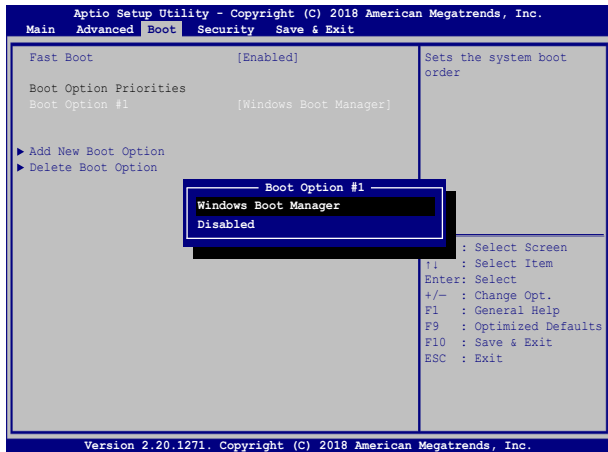 Aptio Setup Utility - Copyright (C) 2018 American Megatrends, Inc.
Main Advanced Boot Security Save & Exit
Fast Boot [Enabled]
Boot Option Priorities
Boot Option #1 [Windows Boot Manager]
▶ Add New Boot Option
▶ Delete Boot Option
Sets the system boot
order
Boot Option #1
Windows Boot Manager
Disabled
: Select Screen
↑↓ : Select Item
Enter: Select
+/— : Change Opt.
F1 : General Help
F9 : Optimized Defaults
F10 : Save & Exit
ESC : Exit
Version 2.20.1271. Copyright (C) 2018 American Megatrends, Inc.